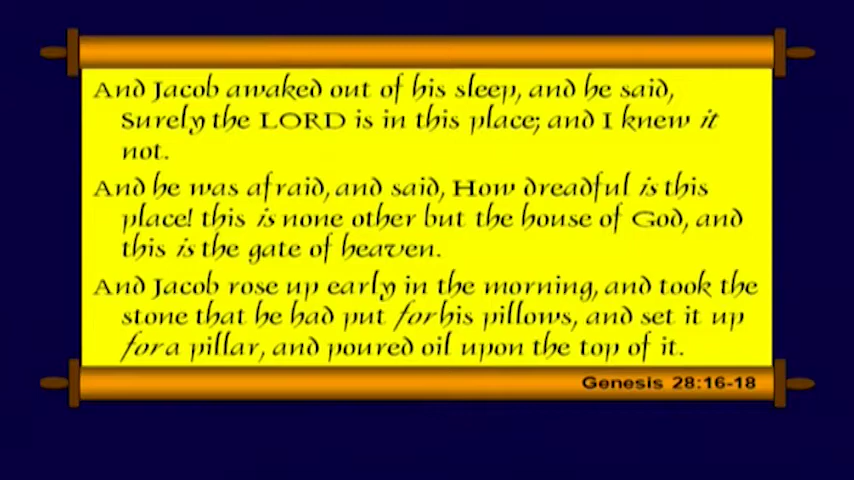 And Jacob awaked out of his sleep, and he said,
Surely the LORD is in this place; and I knew it
not.
And he was afraid, and said, How dreadful is this
place! this is none other but the house of God, and
this is the gate of heaven.
And Jacob rose up early in the morning, and took the
stone that he had put for his pillows, and set it up
for a pillar, and poured oil upon the top of it.
Genesis 28:16-18